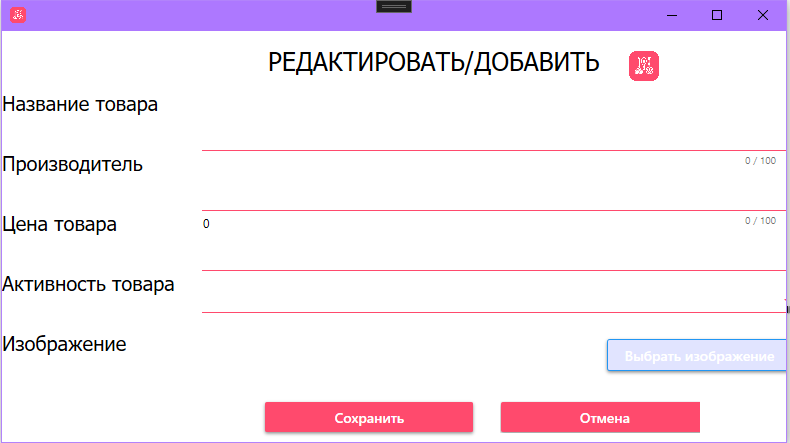 РЕДАКТИРОВАТЬ/ДОБАВИТЬ
Название товара
0 / 100
Производитель
0 / 100
Цена товара
0
Активность товара
Изображение
Выбрать изображение
Сохранить
Отмена